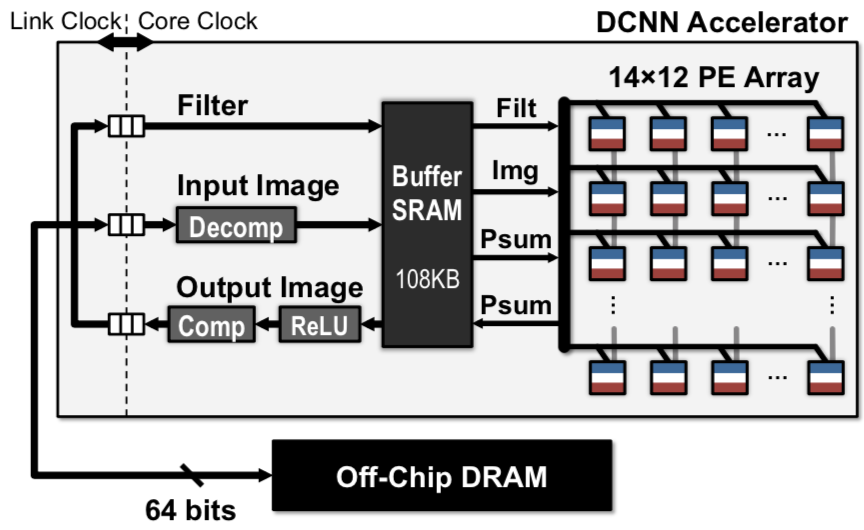 Link Clock
Core Clock
DCNN Accelerator
14×12 PE Array
Filter
Input Image
Decomp
Output Image
Comp
ReLU
Buffer
SRAM
108KB
Filt
Img
Psum
Psum
...
...
...
...
...
...
Off-Chip DRAM
64 bits